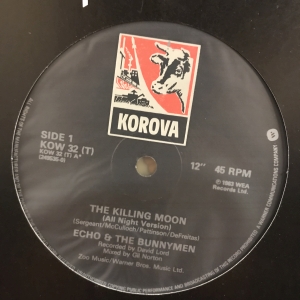 KOROVA
SIDE 1
KOW 32 (T)
KOW 32 (T) A*
12" 45 RPM
℗ 1983 WEA
Records Ltd.
THE KILLING MOON
(All Night Version)
(Sergeant/McCulloch/Pattinson/DeFreitas)
ECHO & THE BUNNYMEN
Recorded by David Lord
Mixed by Gil Norton
Zoo Music/Warner Bros. Music Ltd.